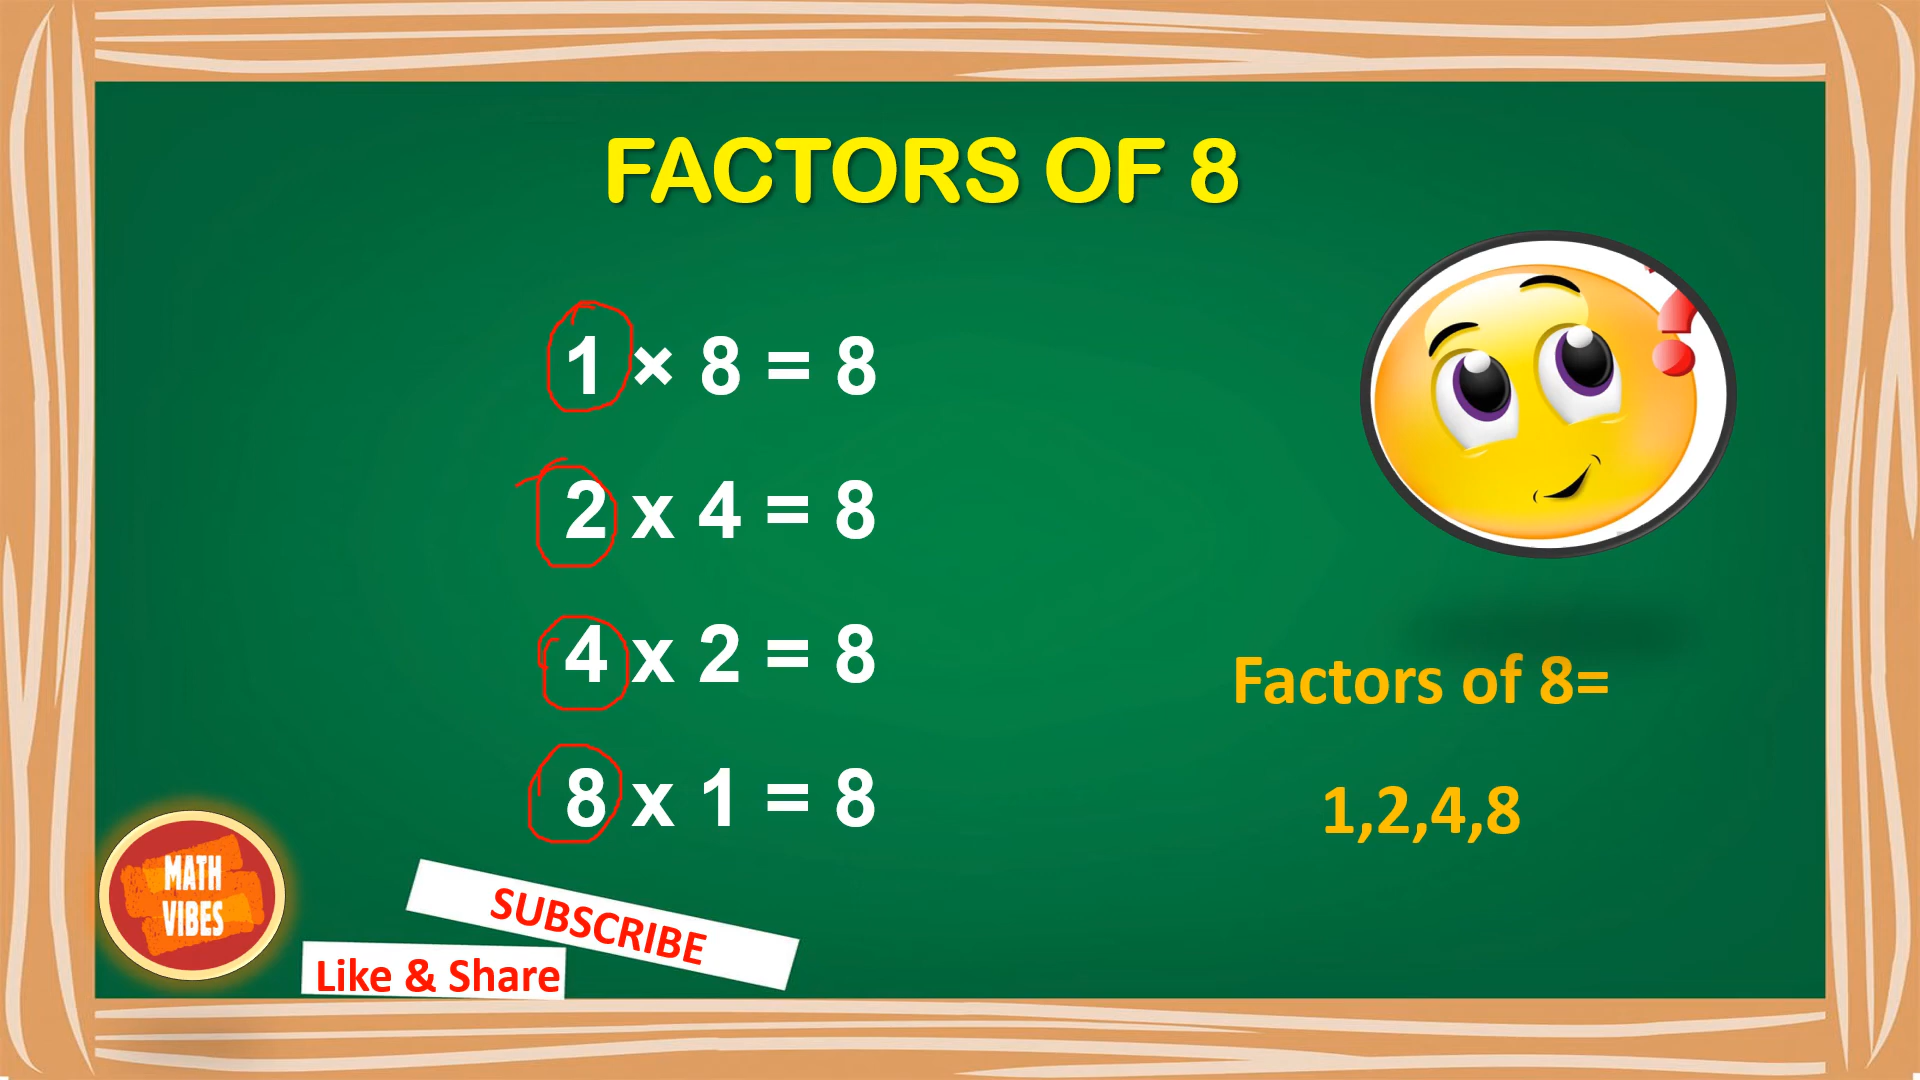 FACTORS OF 8
1 × 8 = 8
2 x 4 = 8
4 x 2 = 8
8 x 1 = 8
Factors of 8=
1,2,4,8
MATH
VIBES
SUBSCRIBE
Like & Share